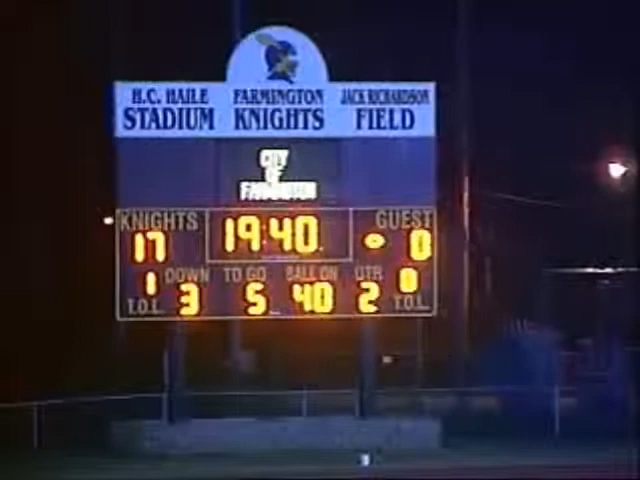 H.C. HAILE FARMINGTON JACK RICHARDSON
STADIUM KNIGHTS FIELD
CITY
OF
FARMINGTON
KNIGHTS 19:40 GUEST
17 0
1 DOWN TO GO BALL ON QTR 0
T.O.L. 3 5 40 2 T.O.L.